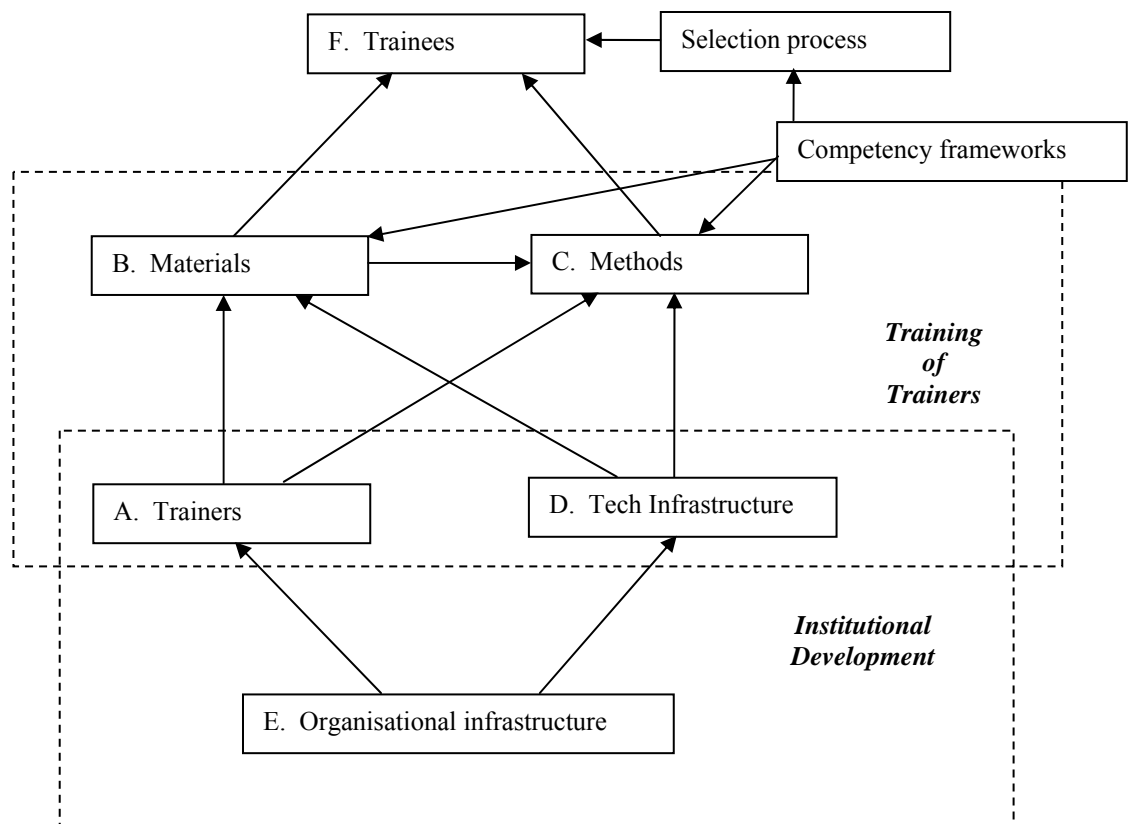 F. Trainees
Selection process
Competency frameworks
B. Materials
C. Methods
Training
of
Trainers
A. Trainers
D. Tech Infrastructure
Institutional
Development
E. Organisational infrastructure